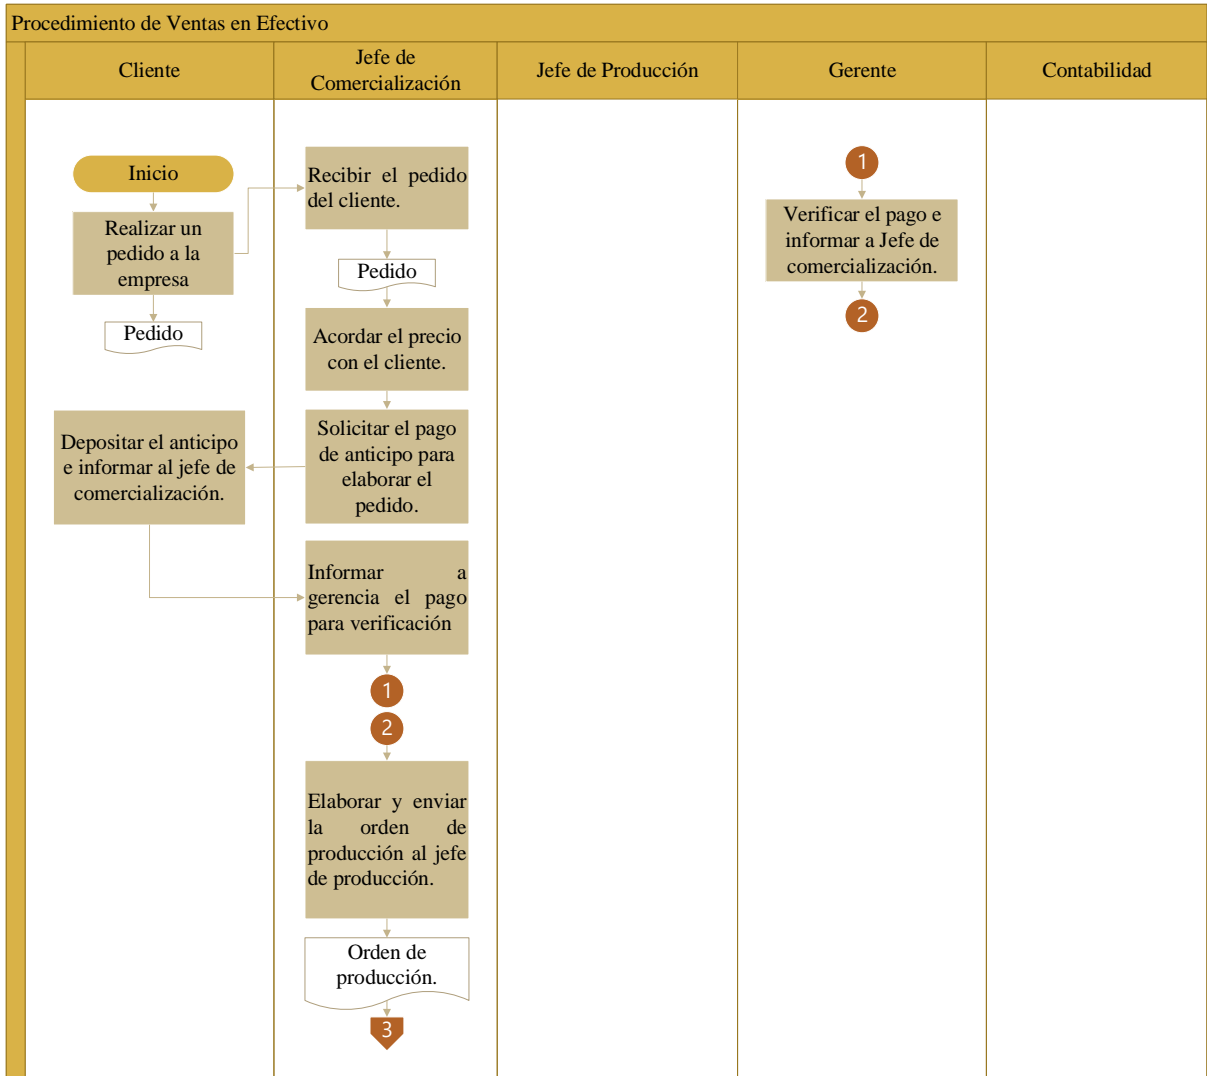 Procedimiento de Ventas en Efectivo
Cliente
Jefe de
Comercialización
Jefe de Producción
Gerente
Contabilidad
Inicio
Realizar un
pedido a la
empresa
Pedido
Depositar el anticipo
e informar al jefe de
comercialización.
Recibir el pedido
del cliente.
Pedido
Acordar el precio
con el cliente.
Solicitar el pago
de anticipo para
elaborar el
pedido.
Informar a
gerencia el pago
para verificación
1
2
Elaborar y enviar
la orden de
producción al jefe
de producción.
Orden de
producción.
3
1
Verificar el pago e
informar a Jefe de
comercialización.
2